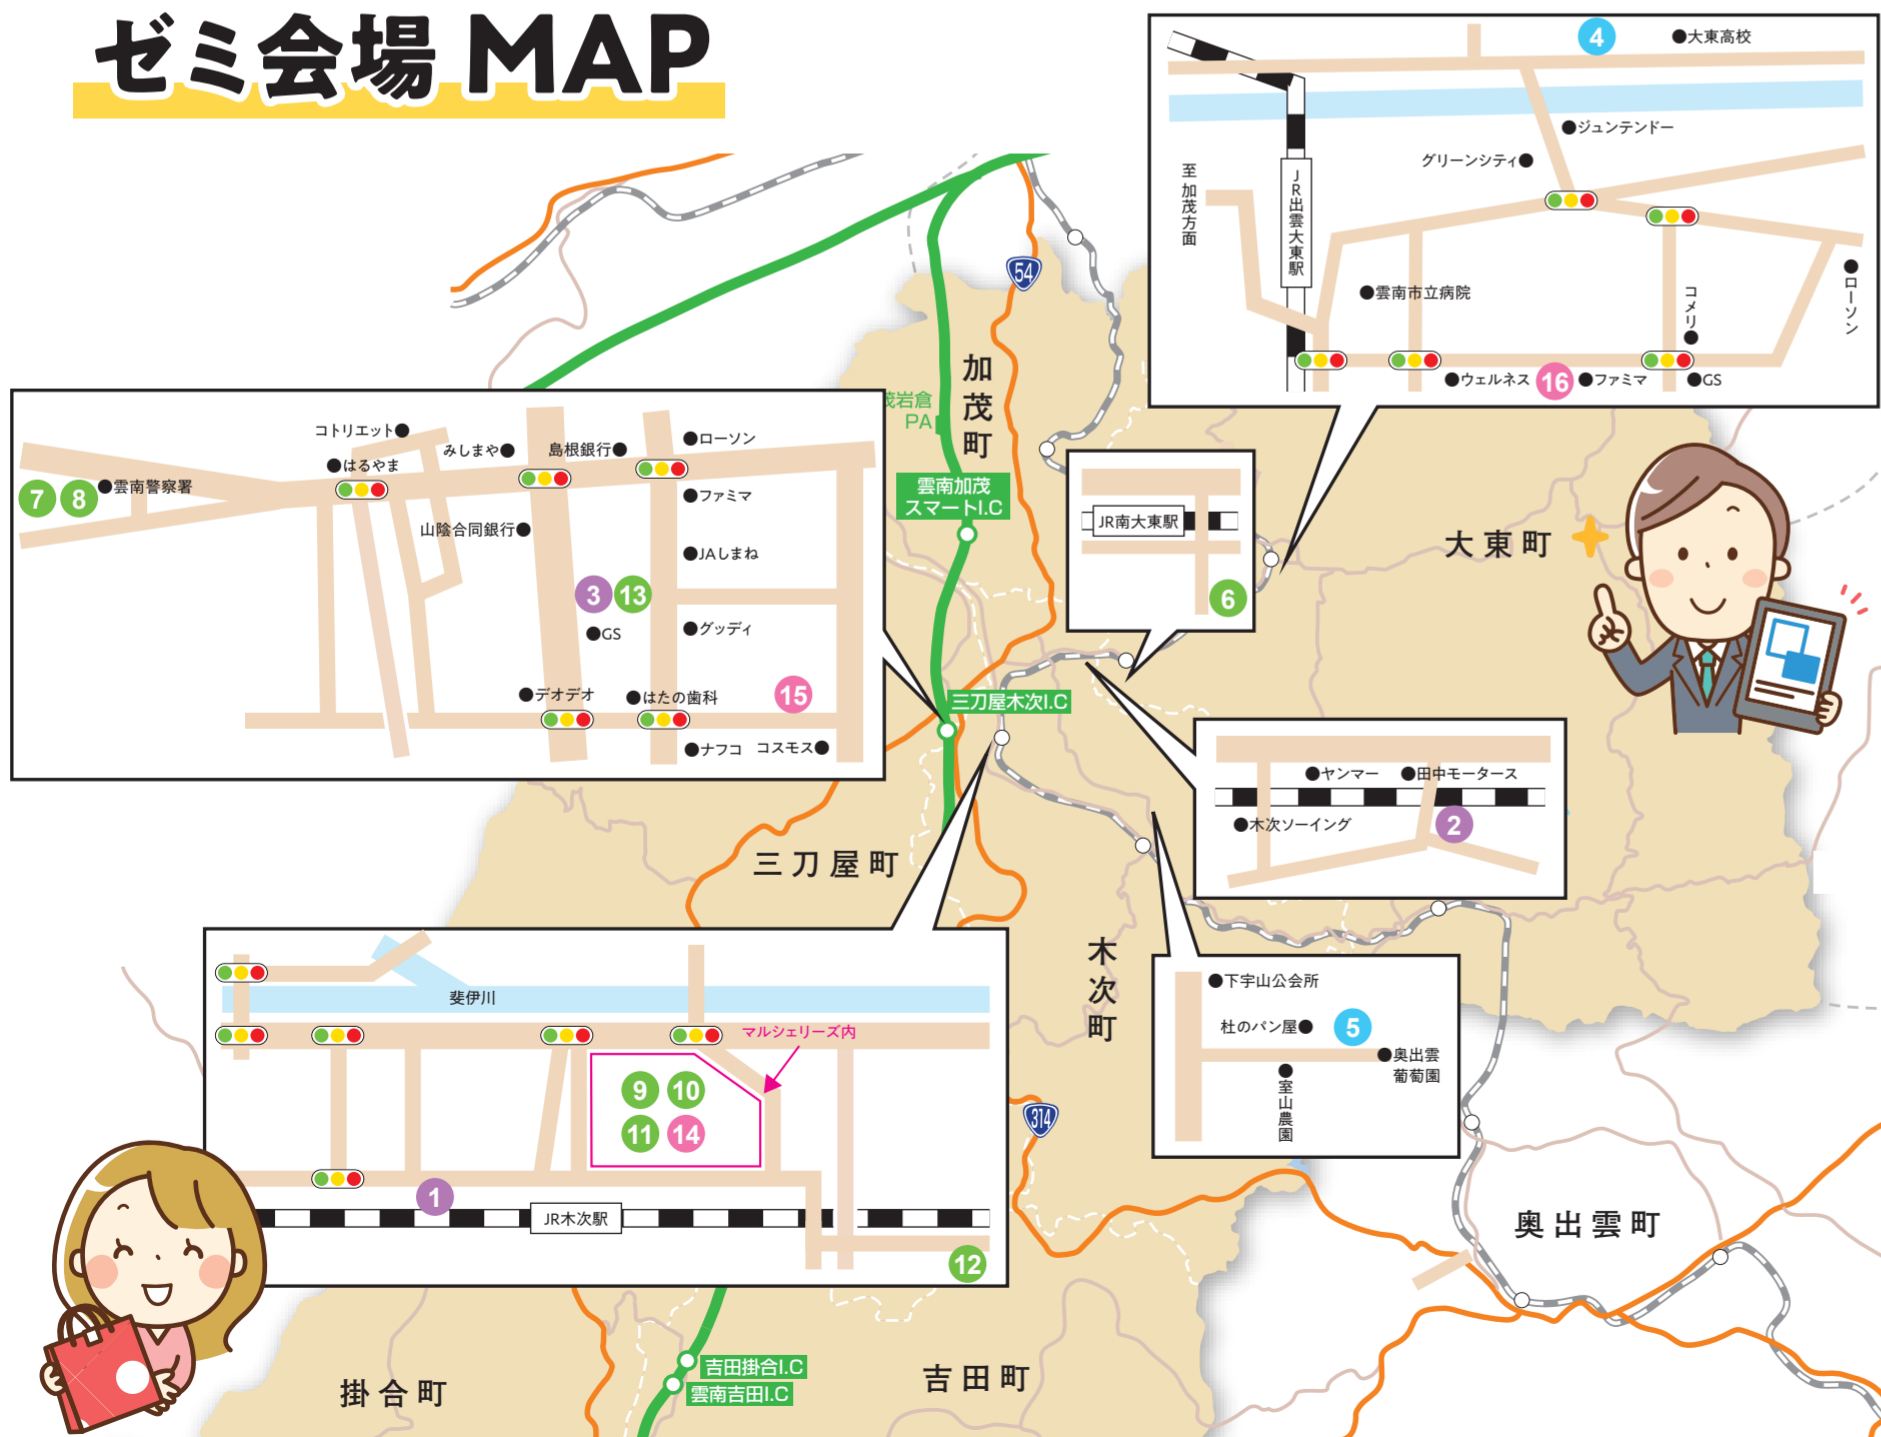 ゼミ会場 MAP
4
大東高校
ジュンテンドー
グリーンシティ
至加茂方面
JR出雲大東駅
雲南市立病院
コメリ
ローソン
ウェルネス
16
ファミマ
GS
54
加茂町
茂岩倉
PA
雲南加茂
スマートI.C
コトリエット
はるやま
みしまや
島根銀行
ローソン
7
8
雲南警察署
ファミマ
山陰合同銀行
JAしまね
3
13
GS
グッディ
デオデオ
はたの歯科
15
ナフコ
コスモス
JR南大東駅
6
大東町
三刀屋木次I.C
ヤンマー
田中モータース
木次ソーイング
2
三刀屋町
木次町
下宇山公会所
杜のパン屋
5
奥出雲
葡萄園
室山農園
斐伊川
マルシェリーズ内
9
10
11
14
1
JR木次駅
12
314
奥出雲町
吉田掛合I.C
雲南吉田I.C
掛合町
吉田町